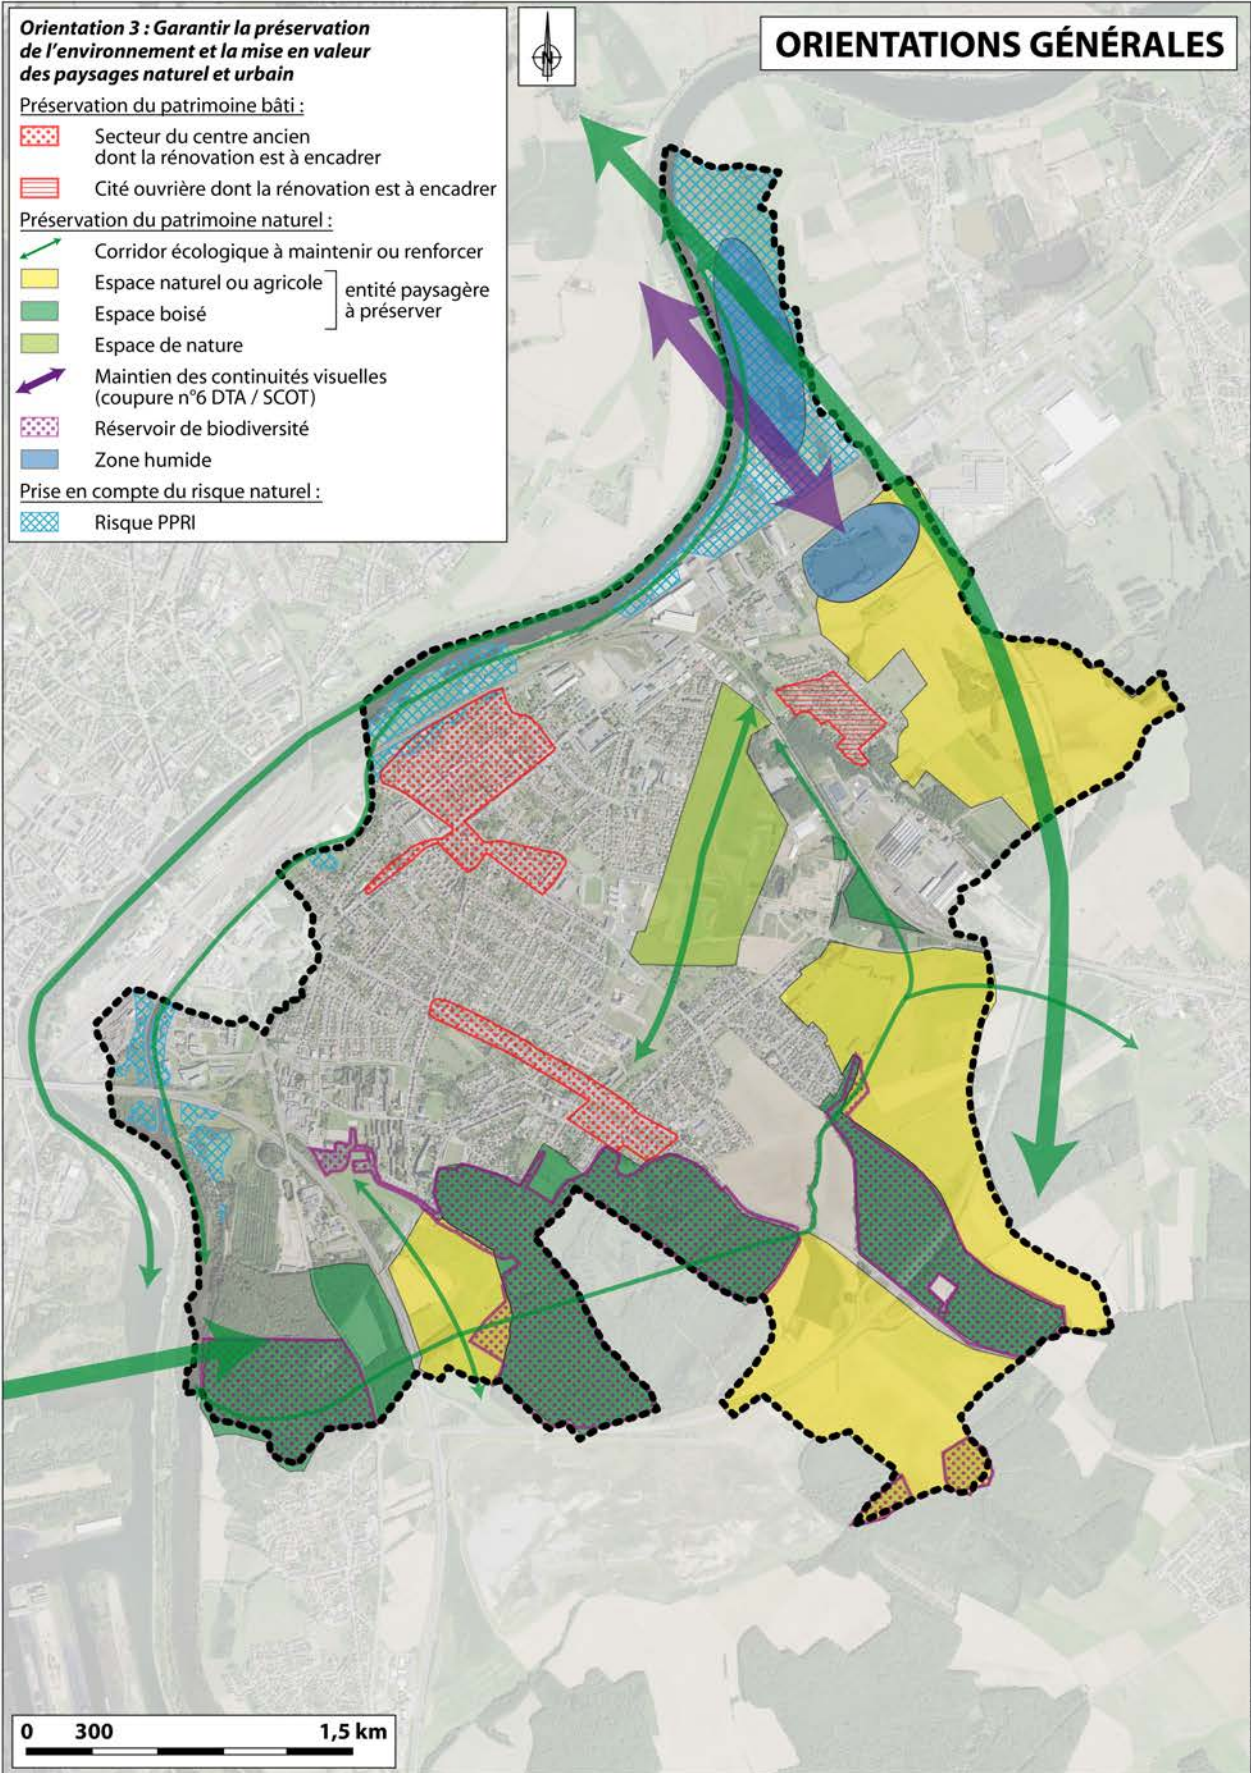 Orientation 3 : Garantir la préservation
de l'environnement et la mise en valeur
des paysages naturel et urbain
Préservation du patrimoine bâti :
Secteur du centre ancien
dont la rénovation est à encadrer
Cité ouvrière dont la rénovation est à encadrer
Préservation du patrimoine naturel :
Corridor écologique à maintenir ou renforcer
Espace naturel ou agricole
Espace boisé
entité paysagère
à préserver
Espace de nature
Maintien des continuités visuelles
(coupure n°6 DTA / SCOT)
Réservoir de biodiversité
Zone humide
Prise en compte du risque naturel :
Risque PPRI
N
ORIENTATIONS GÉNÉRALES
0 300 1,5 km